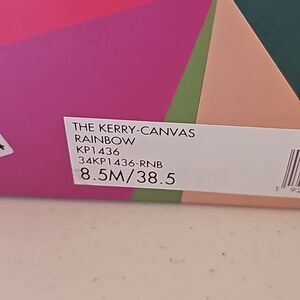 THE KERRY-CANVAS
RAINBOW
KP1436
34KP1436-RNB
8.5M/38.5